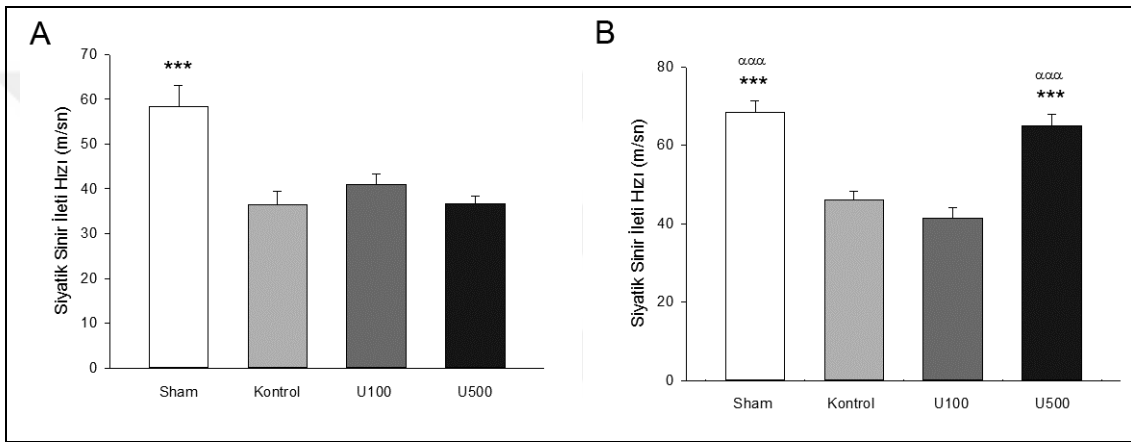 A
Siyatik Sinir İleti Hızı (m/sn)
70
60
50
40
30
20
10
0
***
Sham
Kontrol
U100
U500
B
Siyatik Sinir İleti Hızı (m/sn)
80
60
40
20
0
ααα
***
ααα
***
Sham
Kontrol
U100
U500